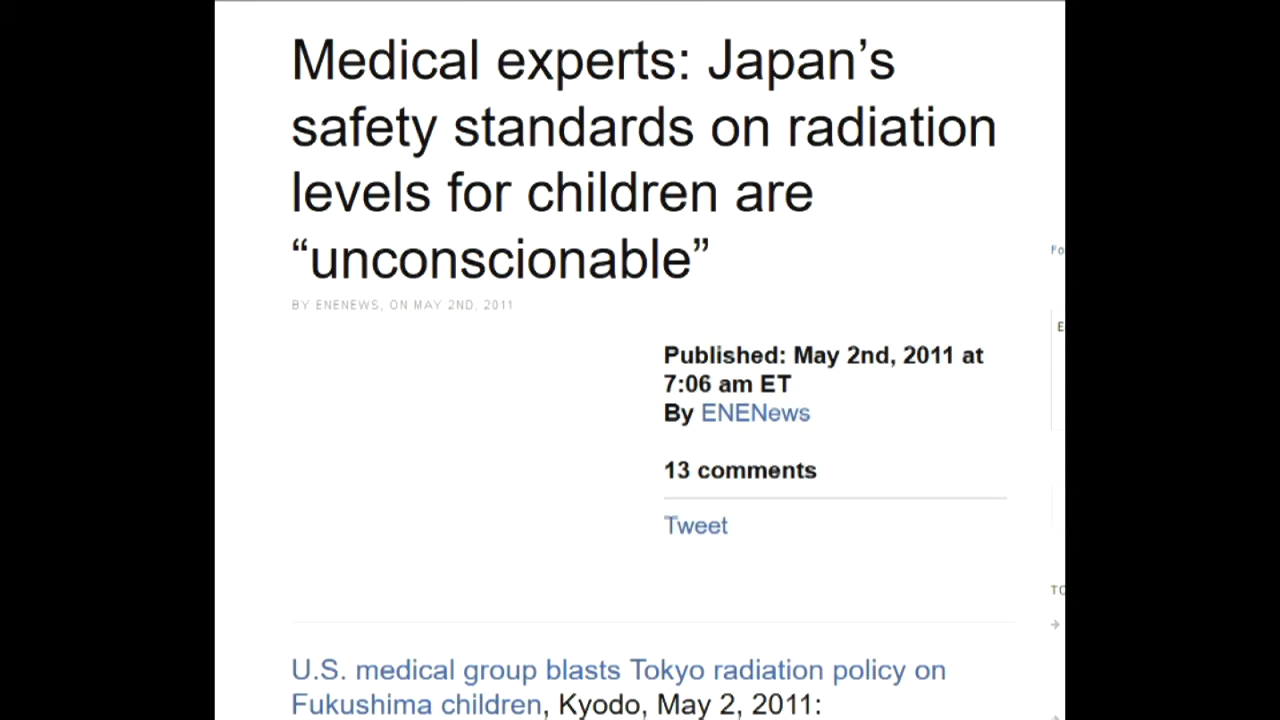 Medical experts: Japan’s
safety standards on radiation
levels for children are
“unconscionable”
BY ENENEWS, ON MAY 2ND, 2011
Published: May 2nd, 2011 at
7:06 am ET
By ENENews
13 comments
Tweet
U.S. medical group blasts Tokyo radiation policy on
Fukushima children, Kyodo, May 2, 2011: